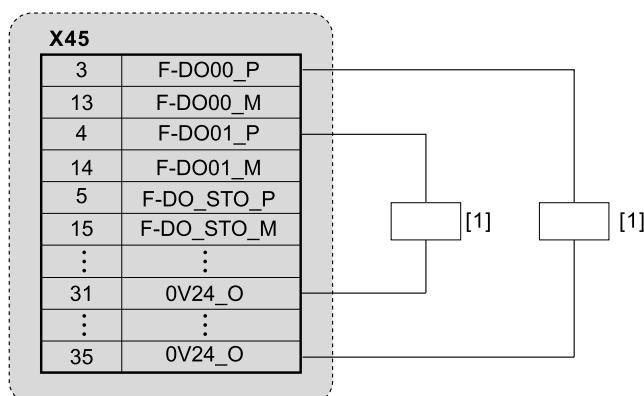 X45
3 F-DO00_P
13 F-DO00_M
4 F-DO01_P
14 F-DO01_M
5 F-DO_STO_P
15 F-DO_STO_M
⋮ ⋮
31 0V24_O
⋮ ⋮
35 0V24_O
[1] [1]